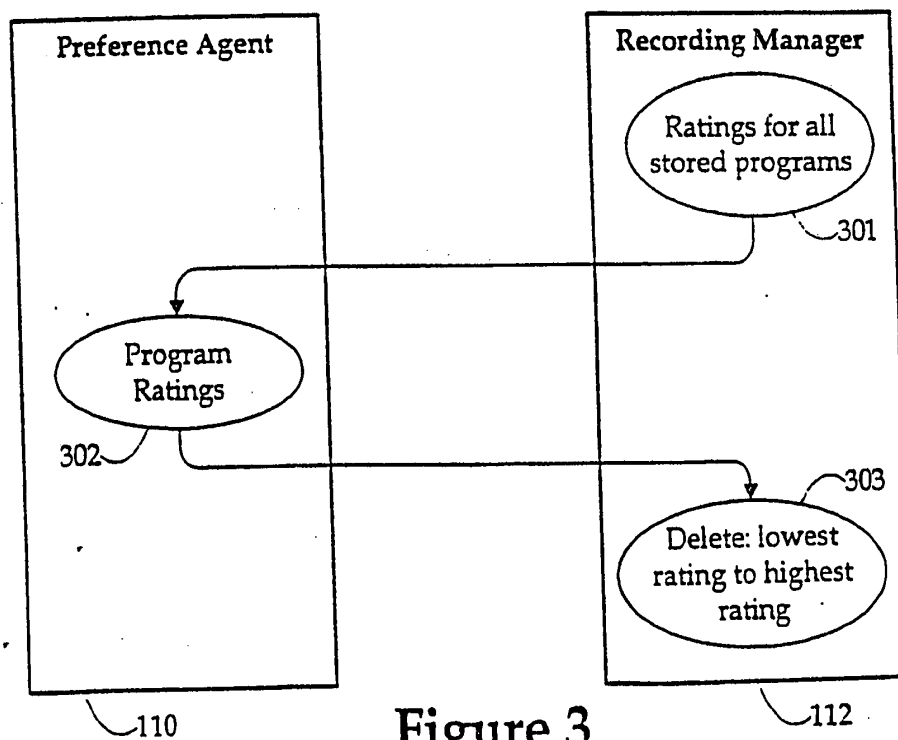 Preference Agent
Recording Manager
Ratings for all
stored programs
301
Program
Ratings
302
303
Delete: lowest
rating to highest
rating
110
Figure 3
112